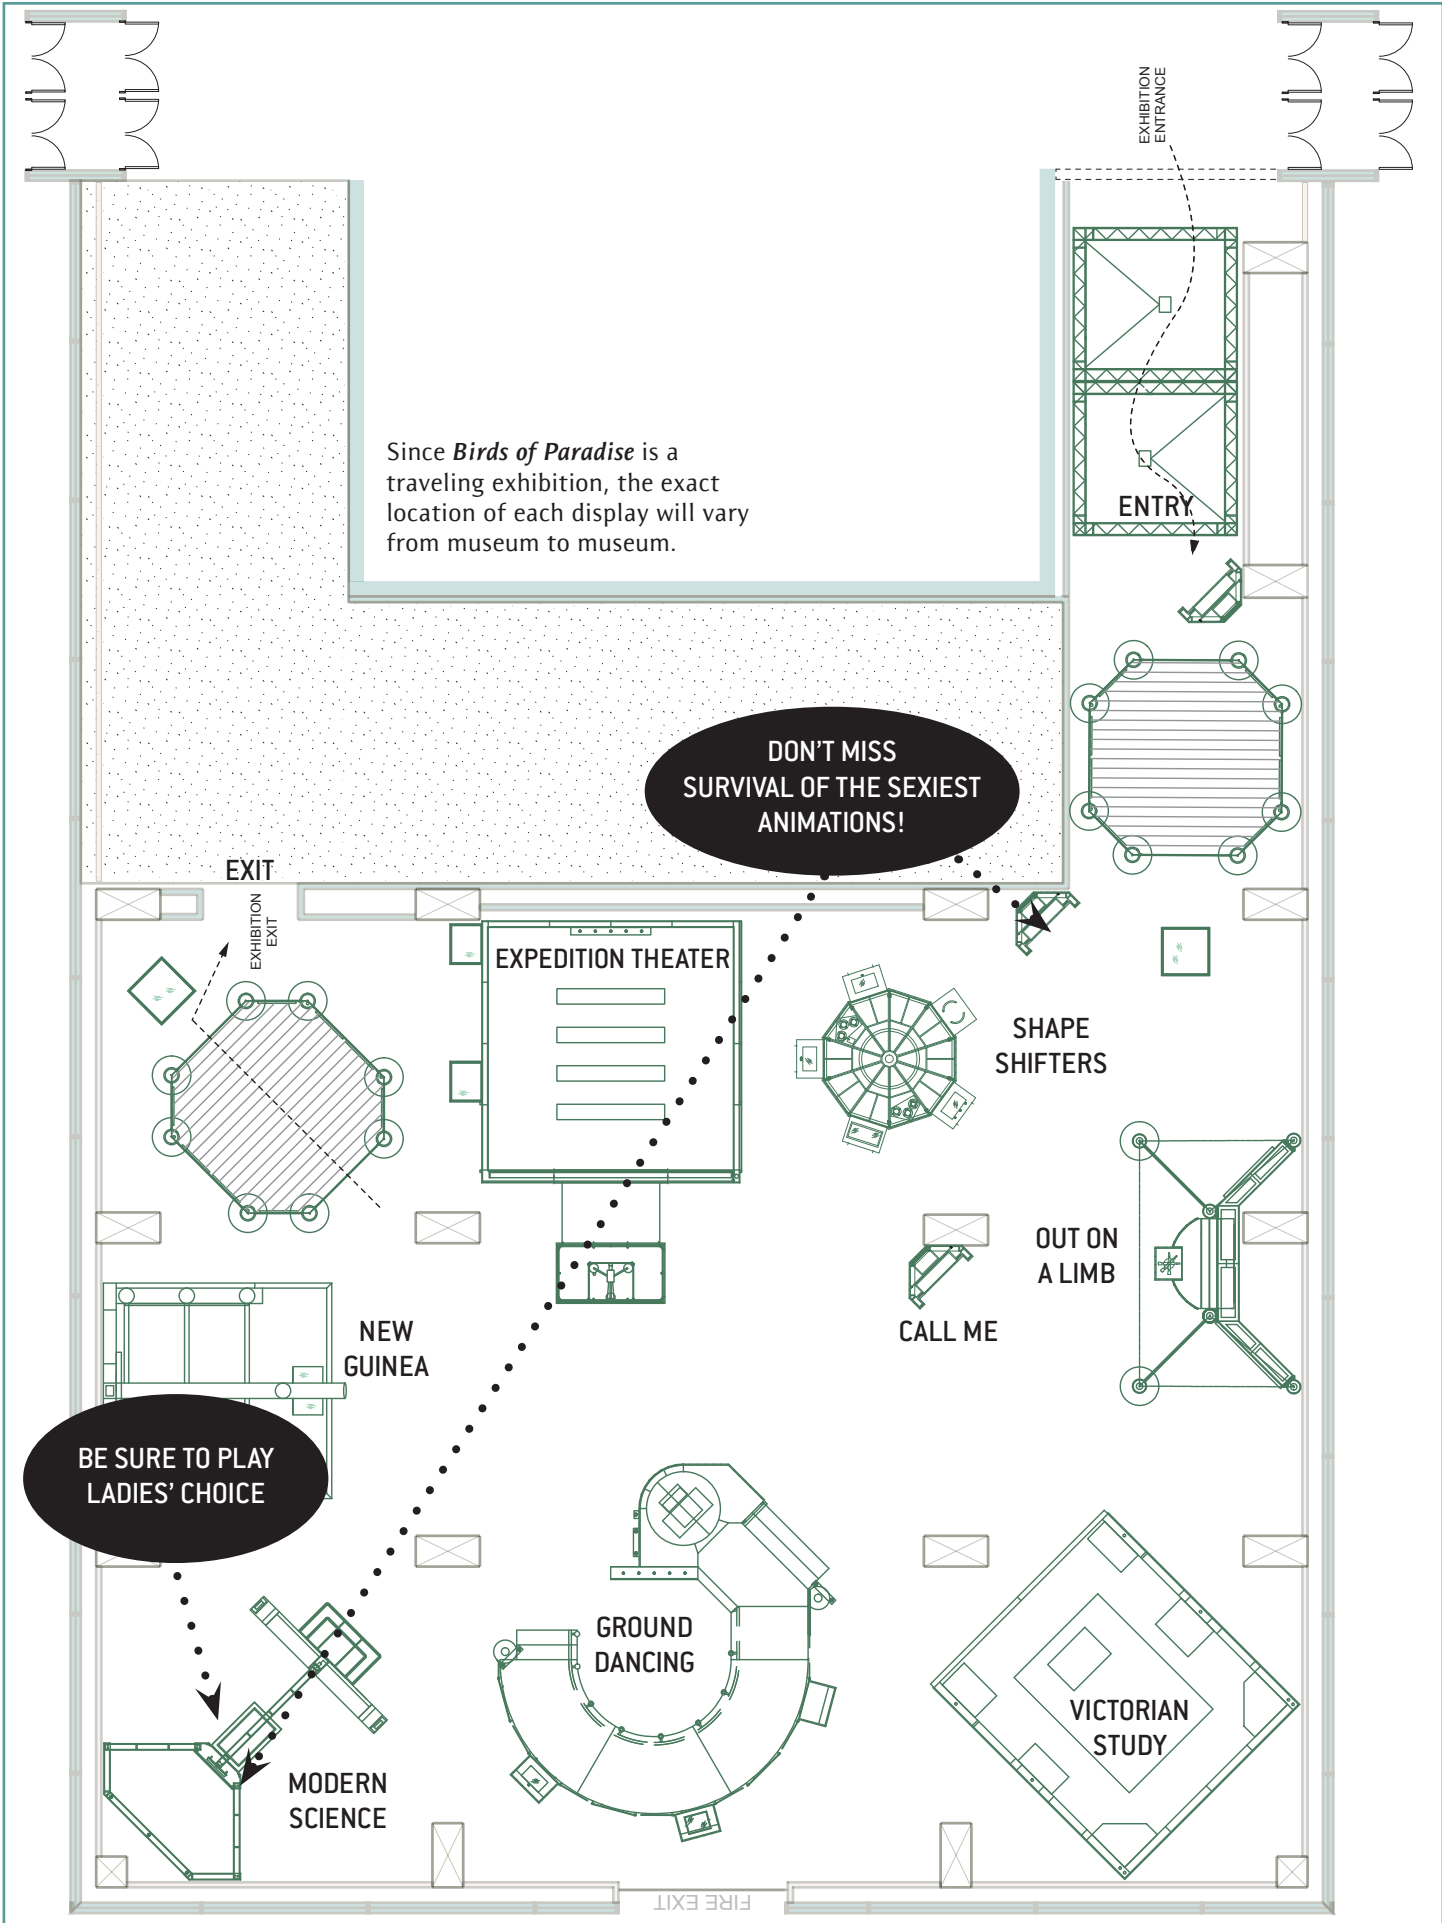 EXHIBITION
ENTRANCE
Since Birds of Paradise is a
traveling exhibition, the exact
location of each display will vary
from museum to museum.
ENTRY
DON'T MISS
SURVIVAL OF THE SEXIEST
ANIMATIONS!
EXIT
EXHIBITION
EXIT
EXPEDITION THEATER
SHAPE
SHIFTERS
OUT ON
A LIMB
CALL ME
NEW
GUINEA
BE SURE TO PLAY
LADIES' CHOICE
GROUND
DANCING
VICTORIAN
STUDY
MODERN
SCIENCE
FIRE EXIT